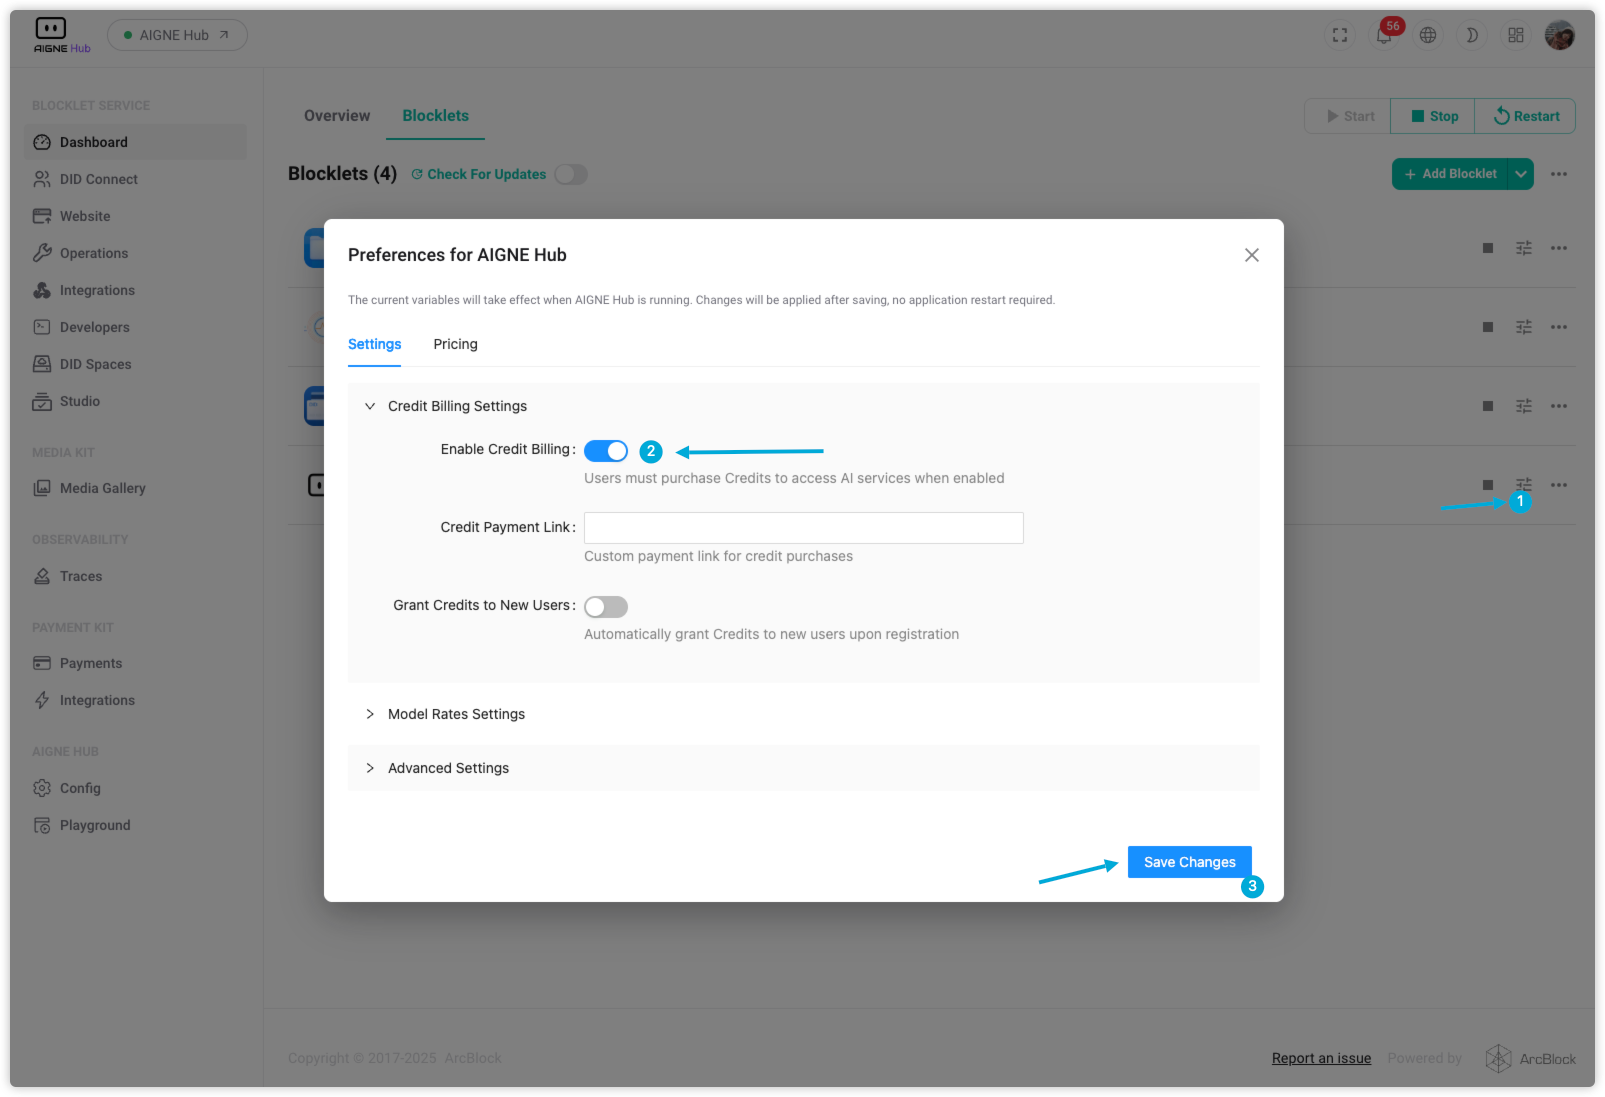 AIGNE Hub
AIGNE Hub
56
BLOCKLET SERVICE
Dashboard
DID Connect
Website
Operations
Integrations
Developers
DID Spaces
Studio
MEDIA KIT
Media Gallery
OBSERVABILITY
Traces
PAYMENT KIT
Payments
Integrations
AIGNE HUB
Config
Playground
Overview
Blocklets
Start
Stop
Restart
Blocklets (4)
Check For Updates
Add Blocklet
Preferences for AIGNE Hub
The current variables will take effect when AIGNE Hub is running. Changes will be applied after saving, no application restart required.
Settings
Pricing
Credit Billing Settings
Enable Credit Billing :
2
Users must purchase Credits to access AI services when enabled
1
Credit Payment Link :
Custom payment link for credit purchases
Grant Credits to New Users :
Automatically grant Credits to new users upon registration
Model Rates Settings
Advanced Settings
Save Changes
3
Copyright © 2017-2025 ArcBlock
Report an issue
Powered by
ArcBlock